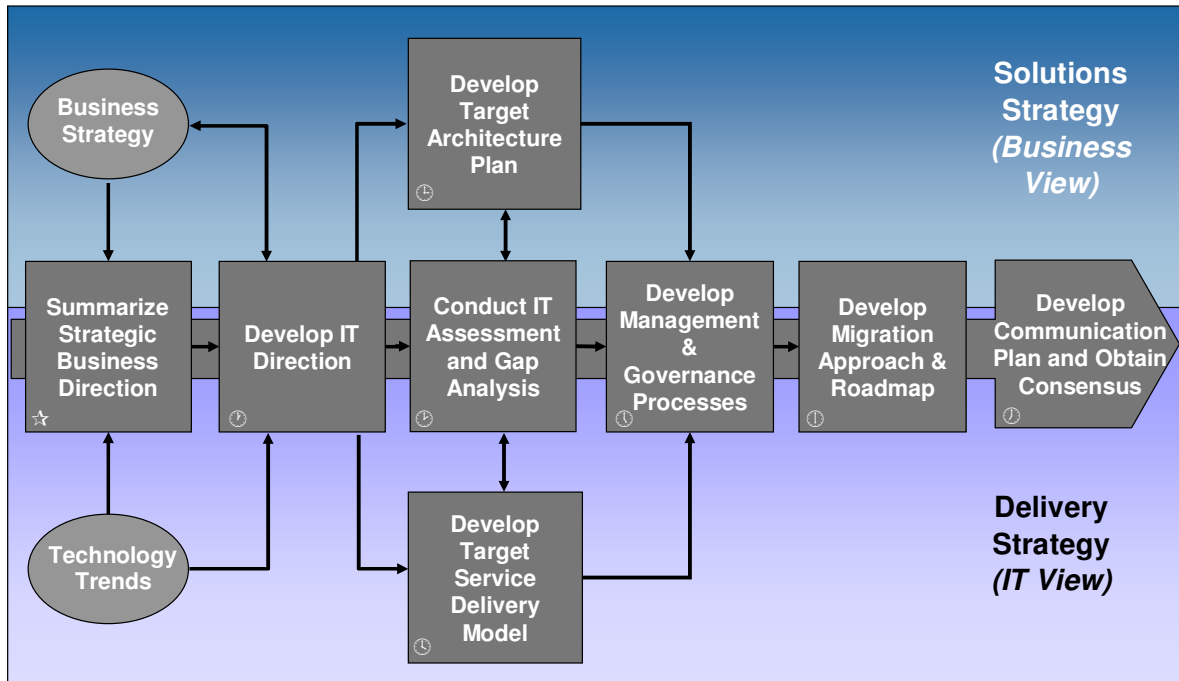 Business
Strategy
Develop
Target
Architecture
Plan
Solutions
Strategy
(Business
View)
Summarize
Strategic
Business
Direction
Develop IT
Direction
Conduct IT
Assessment
and Gap
Analysis
Develop
Management
&
Governance
Processes
Develop
Migration
Approach &
Roadmap
Develop
Communication
Plan and Obtain
Consensus
Technology
Trends
Develop
Target
Service
Delivery
Model
Delivery
Strategy
(IT View)